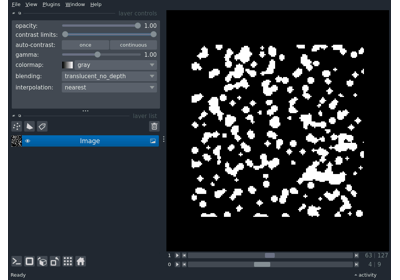 File View Plugins Window Help
layer controls
opacity: 1.00
contrast limits:
auto-contrast: once continuous
gamma: 1.00
colormap: gray
blending: translucent_no_depth
interpolation: nearest
layer list
Image
1 63 127
0 4 9
Ready activity